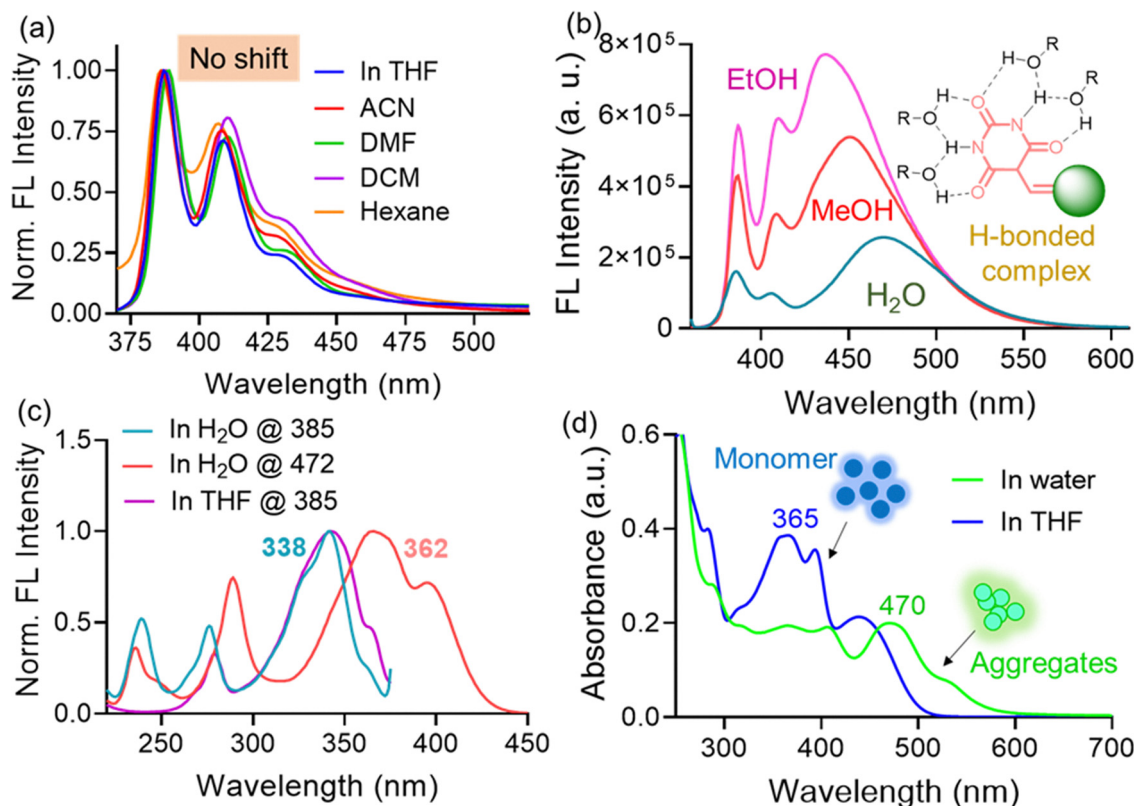 (a)
No shift
In THF
ACN
DMF
DCM
Hexane
Norm. FL Intensity
1.00
0.75
0.50
0.25
0.00
375 400 425 450 475 500
Wavelength (nm)
(b)
FL Intensity (a. u.)
8×10⁵
6×10⁵
4×10⁵
2×10⁵
0
EtOH
MeOH
H₂O
R
H O
H O
H R
R O H
O N
H N O
R O H
O
H-bonded
complex
400 450 500 550 600
Wavelength (nm)
(c)
In H₂O @ 385
In H₂O @ 472
In THF @ 385
Norm. FL Intensity
1.5
1.0
0.5
0.0
338 362
250 300 350 400 450
Wavelength (nm)
(d)
Absorbance (a.u.)
0.6
0.4
0.2
0.0
Monomer
In water
In THF
365
470
Aggregates
300 400 500 600 700
Wavelength (nm)